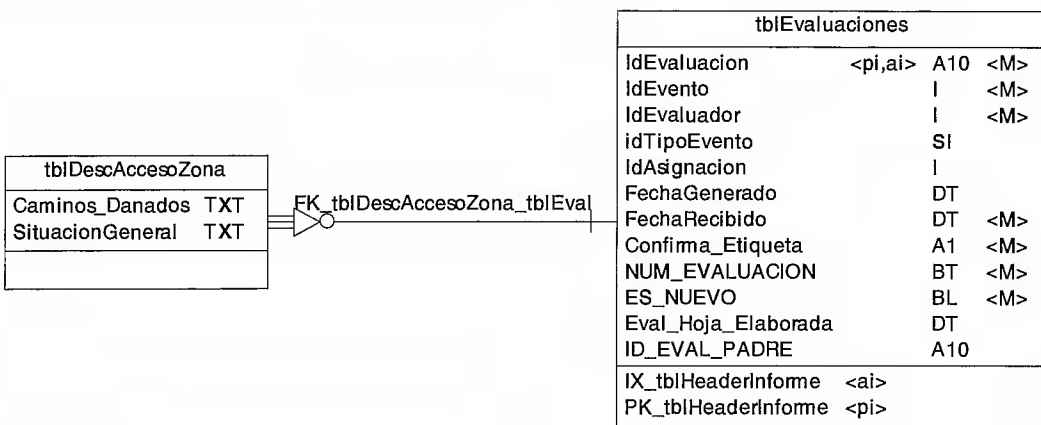 tblDescAccesoZona
Caminos_Danados TXT
SituacionGeneral TXT
FK_tblDescAccesoZona_tblEval
tblEvaluaciones
IdEvaluacion <pi,ai> A10 <M>
IdEvento I <M>
IdEvaluador I <M>
idTipoEvento SI
IdAsignacion I
FechaGenerado DT
FechaRecibido DT <M>
Confirma_Etiqueta A1 <M>
NUM_EVALUACION BT <M>
ES_NUEVO BL <M>
Eval_Hoja_Elaborada DT
ID_EVAL_PADRE A10
IX_tblHeaderInforme <ai>
PK_tblHeaderInforme <pi>